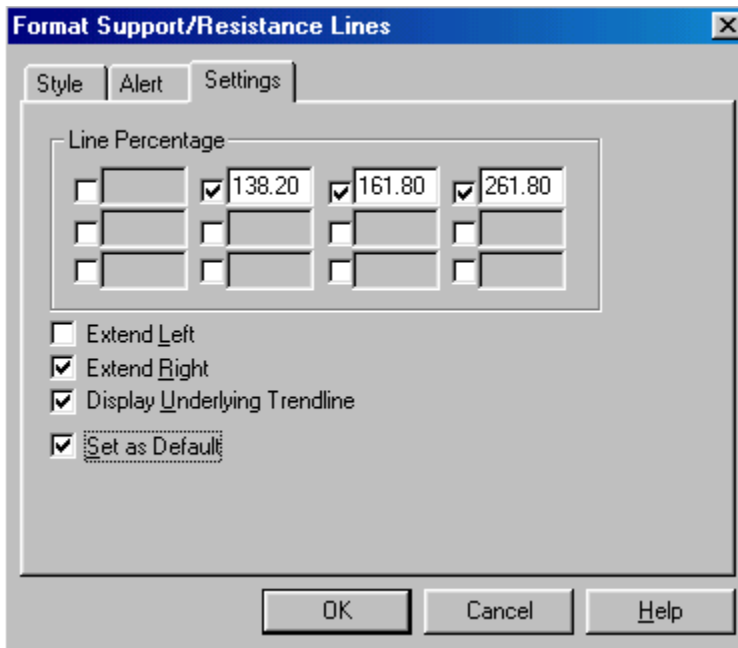 Format Support/Resistance Lines
Style Alert Settings
Line Percentage
138.20 161.80 261.80
Extend Left
Extend Right
Display Underlying Trendline
Set as Default
OK Cancel Help